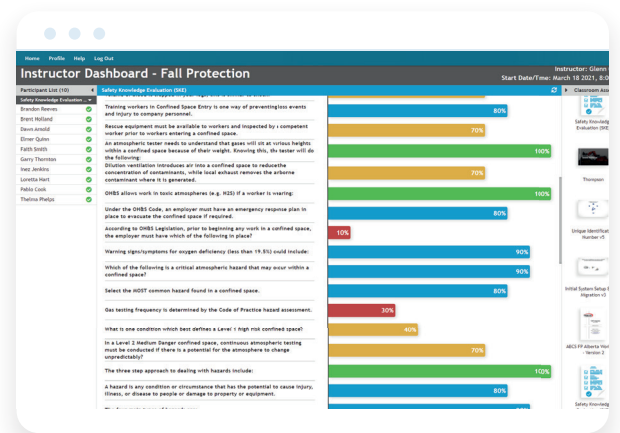 Home Profile Help Log Out
Instructor Dashboard - Fall Protection
Instructor: Glenn
Start Date/Time: March 18 2021, 8:0
Participant List (10)
Safety Knowledge Evaluation (SKE)
Classroom Ass
Safety Knowledge Evaluation ...
Brandon Reeves
Brent Holland
Dawn Arnold
Elmer Quinn
Faith Smith
Garry Thornton
Inez Jenkins
Loretta Hart
Pablo Cook
Thelma Phelps
Training workers in Confined Space Entry is one way of preventingloss events
and injury to company personnel.
80%
Rescue equipment must be available to workers and inspected by a competent
worker prior to workers entering a confined space.
70%
An atmospheric tester needs to understand that gases will sit at various heights
within a confined space because of their weight. Knowing this, the tester will do
the following:
100%
Dilution ventilation introduces air into a confined space to reducethe
concentration of contaminants, while local exhaust removes the airborne
contaminant where it is generated.
70%
OH&S allows work in toxic atmospheres (e.g. H2S) if a worker is wearing:
100%
Under the OH&S Code, an employer must have an emergency response plan in
place to evacuate the confined space if required.
80%
According to OH&S Legislation, prior to beginning any work in a confined space,
the employer must have which of the following in place?
10%
Warning signs/symptoms for oxygen deficiency (less than 19.5%) could include:
90%
Which of the following is a critical atmospheric hazard that may occur within a
confined space?
90%
Select the MOST common hazard found in a confined space.
80%
Gas testing frequency is determined by the Code of Practice hazard assessment.
30%
What is one condition which best defines a Level 1 high risk confined space?
40%
In a Level 2 Medium Danger confined space, continuous atmospheric testing
must be conducted if there is a potential for the atmosphere to change
unpredictably?
70%
The three step approach to dealing with hazards include:
100%
A hazard is any condition or circumstance that has the potential to cause injury,
illness, or disease to people or damage to property or equipment.
80%
Safety Knowledg
Evaluation (SKE
Thompson
Unique Identificat
Number v5
Initial System Setup
Migration v3
ABCS FP Alberta Wor
- Version 2
Safety Knowledg